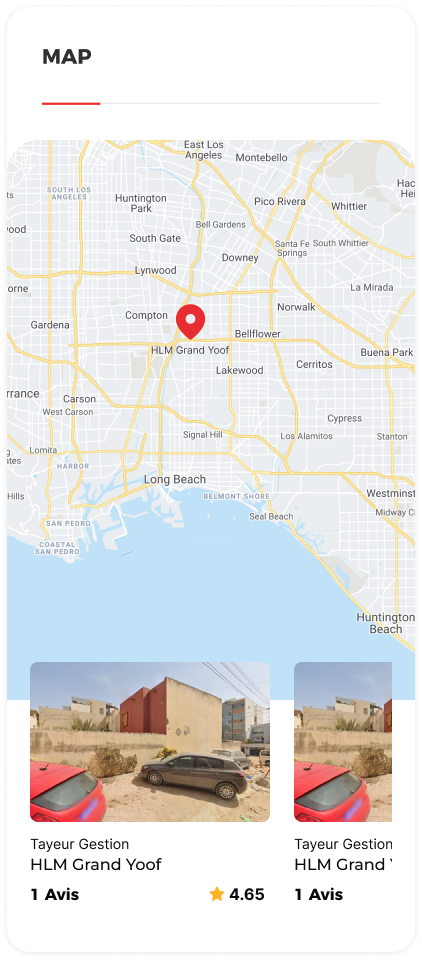 MAP
East Los
Angeles
Montebello
SOUTH LOS
ANGELES
Huntington
Park
Pico Rivera
Whittier
Hac
Hei
ood
Bell Gardens
South Gate
Santa Fe
Springs
South Whittier
Downey
Lynwood
orne
La Mirada
Norwalk
Compton
Gardena
Bellflower
HLM Grand Yoof
Buena Park
Cerritos
Lakewood
rrance
Carson
West Carson
Cypress
Signal Hill
Los Alamitos
Stanton
Lomita
g
ates
HARBOR
Long Beach
Hills
BELMONT SHORE
Westminst
Midway Ci
Seal Beach
SAN PEDRO
COASTAL
SAN PEDRO
Huntington
Beach
Tayeur Gestion
HLM Grand Yoof
1 Avis
4.65
Tayeur Gestion
HLM Grand
1 Avis